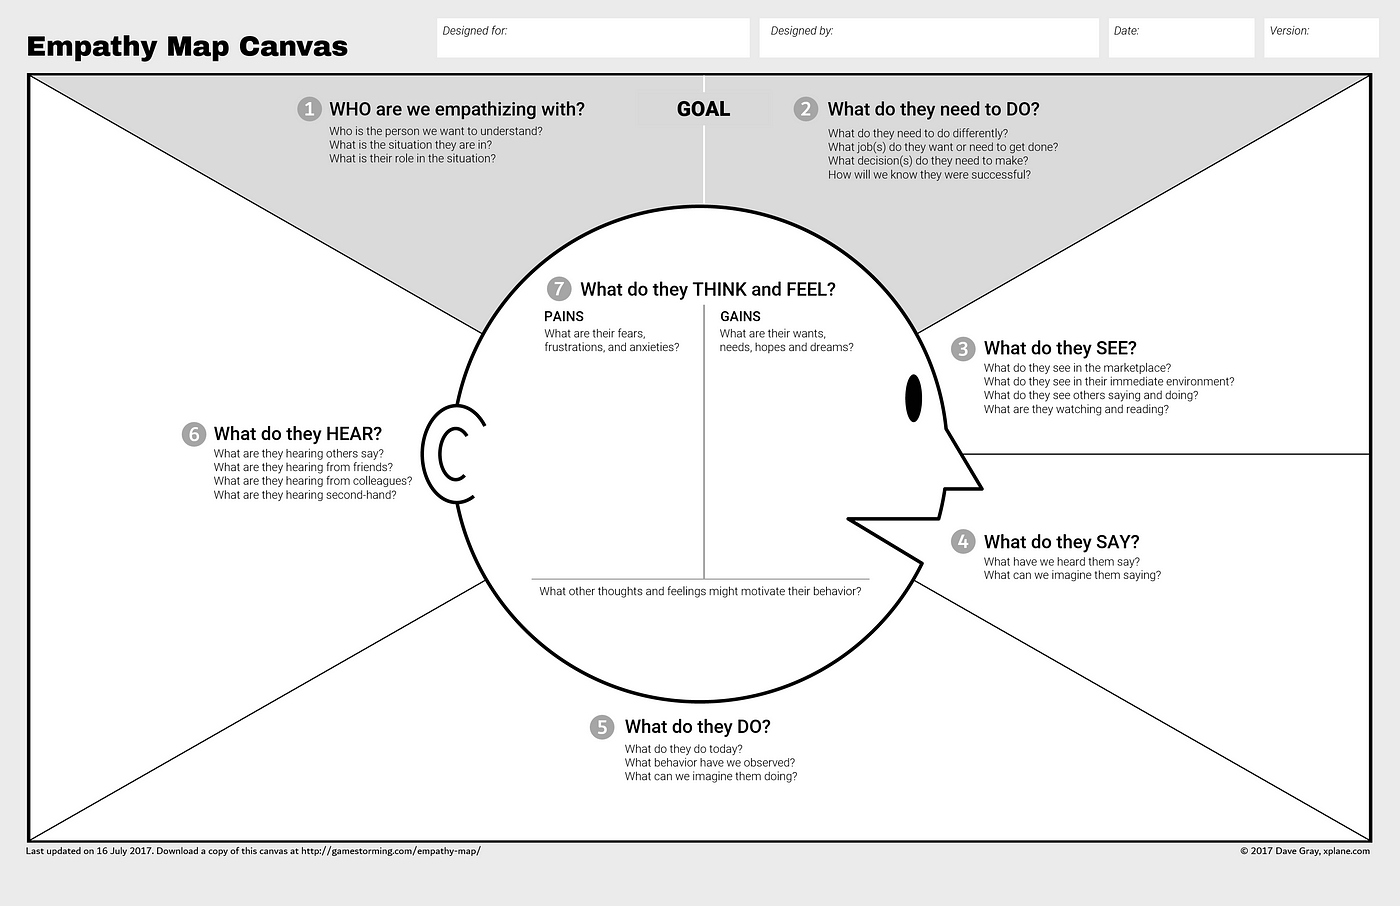 Empathy Map Canvas
Designed for:
Designed by:
Date:
Version:
1 WHO are we empathizing with?
Who is the person we want to understand?
What is the situation they are in?
What is their role in the situation?
GOAL
2 What do they need to DO?
What do they need to do differently?
What job(s) do they want or need to get done?
What decision(s) do they need to make?
How will we know they were successful?
3 What do they SEE?
What do they see in the marketplace?
What do they see in their immediate environment?
What do they see others saying and doing?
What are they watching and reading?
4 What do they SAY?
What have we heard them say?
What can we imagine them saying?
5 What do they DO?
What do they do today?
What behavior have we observed?
What can we imagine them doing?
6 What do they HEAR?
What are they hearing others say?
What are they hearing from friends?
What are they hearing from colleagues?
What are they hearing second-hand?
7 What do they THINK and FEEL?
PAINS
What are their fears,
frustrations, and anxieties?
GAINS
What are their wants,
needs, hopes and dreams?
What other thoughts and feelings might motivate their behavior?
Last updated on 16 July 2017. Download a copy of this canvas at http://gamestorming.com/empathy-map/
© 2017 Dave Gray, xplane.com